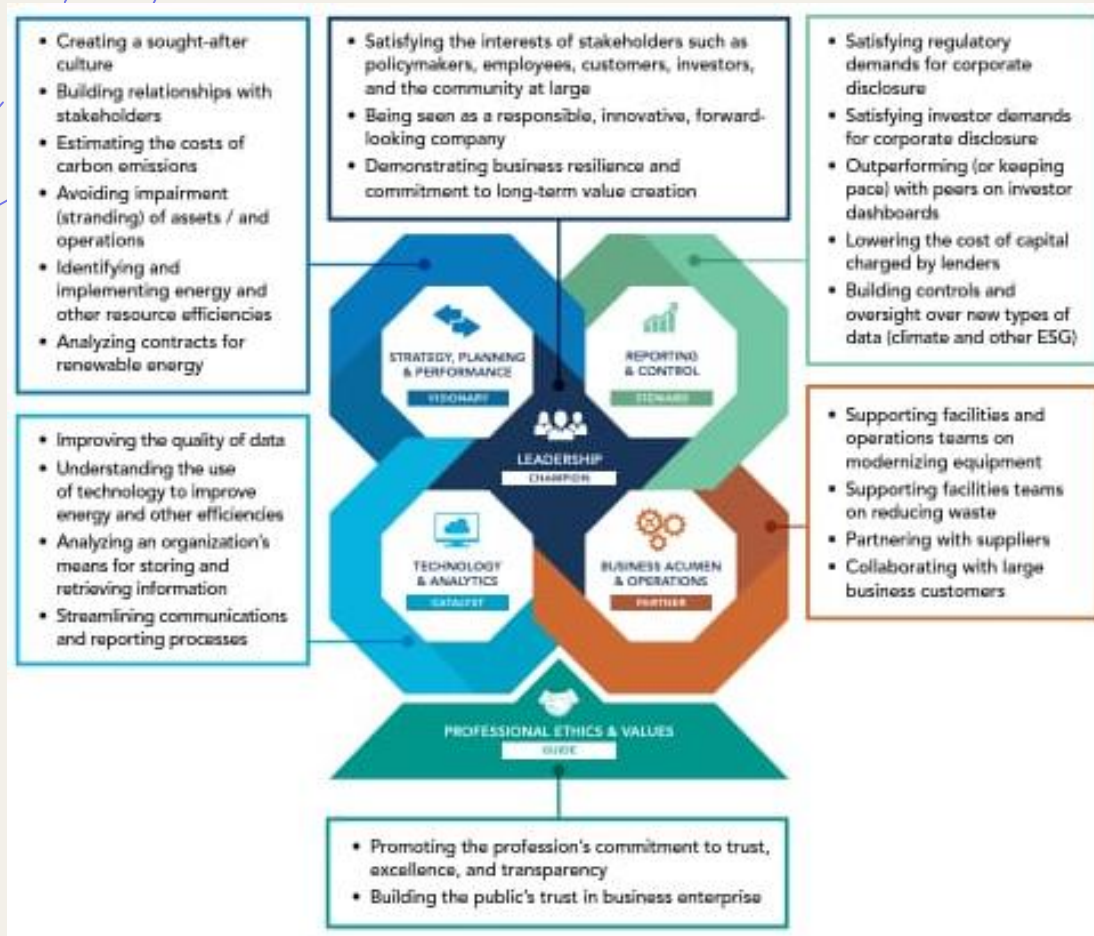 • Creating a sought-after
culture
• Building relationships with
stakeholders
• Estimating the costs of
carbon emissions
• Avoiding impairment
(stranding) of assets / and
operations
• Identifying and
implementing energy and
other resource efficiencies
• Analyzing contracts for
renewable energy
• Satisfying the interests of stakeholders such as
policymakers, employees, customers, investors,
and the community at large
• Being seen as a responsible, innovative, forward-
looking company
• Demonstrating business resilience and
commitment to long-term value creation
• Satisfying regulatory
demands for corporate
disclosure
• Satisfying investor demands
for corporate disclosure
• Outperforming (or keeping
pace) with peers on investor
dashboards
• Lowering the cost of capital
charged by lenders
• Building controls and
oversight over new types of
data (climate and other ESG)
STRATEGY, PLANNING
& PERFORMANCE
VISIONARY
REPORTING
& CONTROL
STEWARD
LEADERSHIP
CHAMPION
• Improving the quality of data
• Understanding the use
of technology to improve
energy and other efficiencies
• Analyzing an organization's
means for storing and
retrieving information
• Streamlining communications
and reporting processes
TECHNOLOGY
& ANALYTICS
CATALYST
BUSINESS ACUMEN
& OPERATIONS
PARTNER
• Supporting facilities and
operations teams on
modernizing equipment
• Supporting facilities teams
on reducing waste
• Partnering with suppliers
• Collaborating with large
business customers
PROFESSIONAL ETHICS & VALUES
GUIDE
• Promoting the profession's commitment to trust,
excellence, and transparency
• Building the public's trust in business enterprise